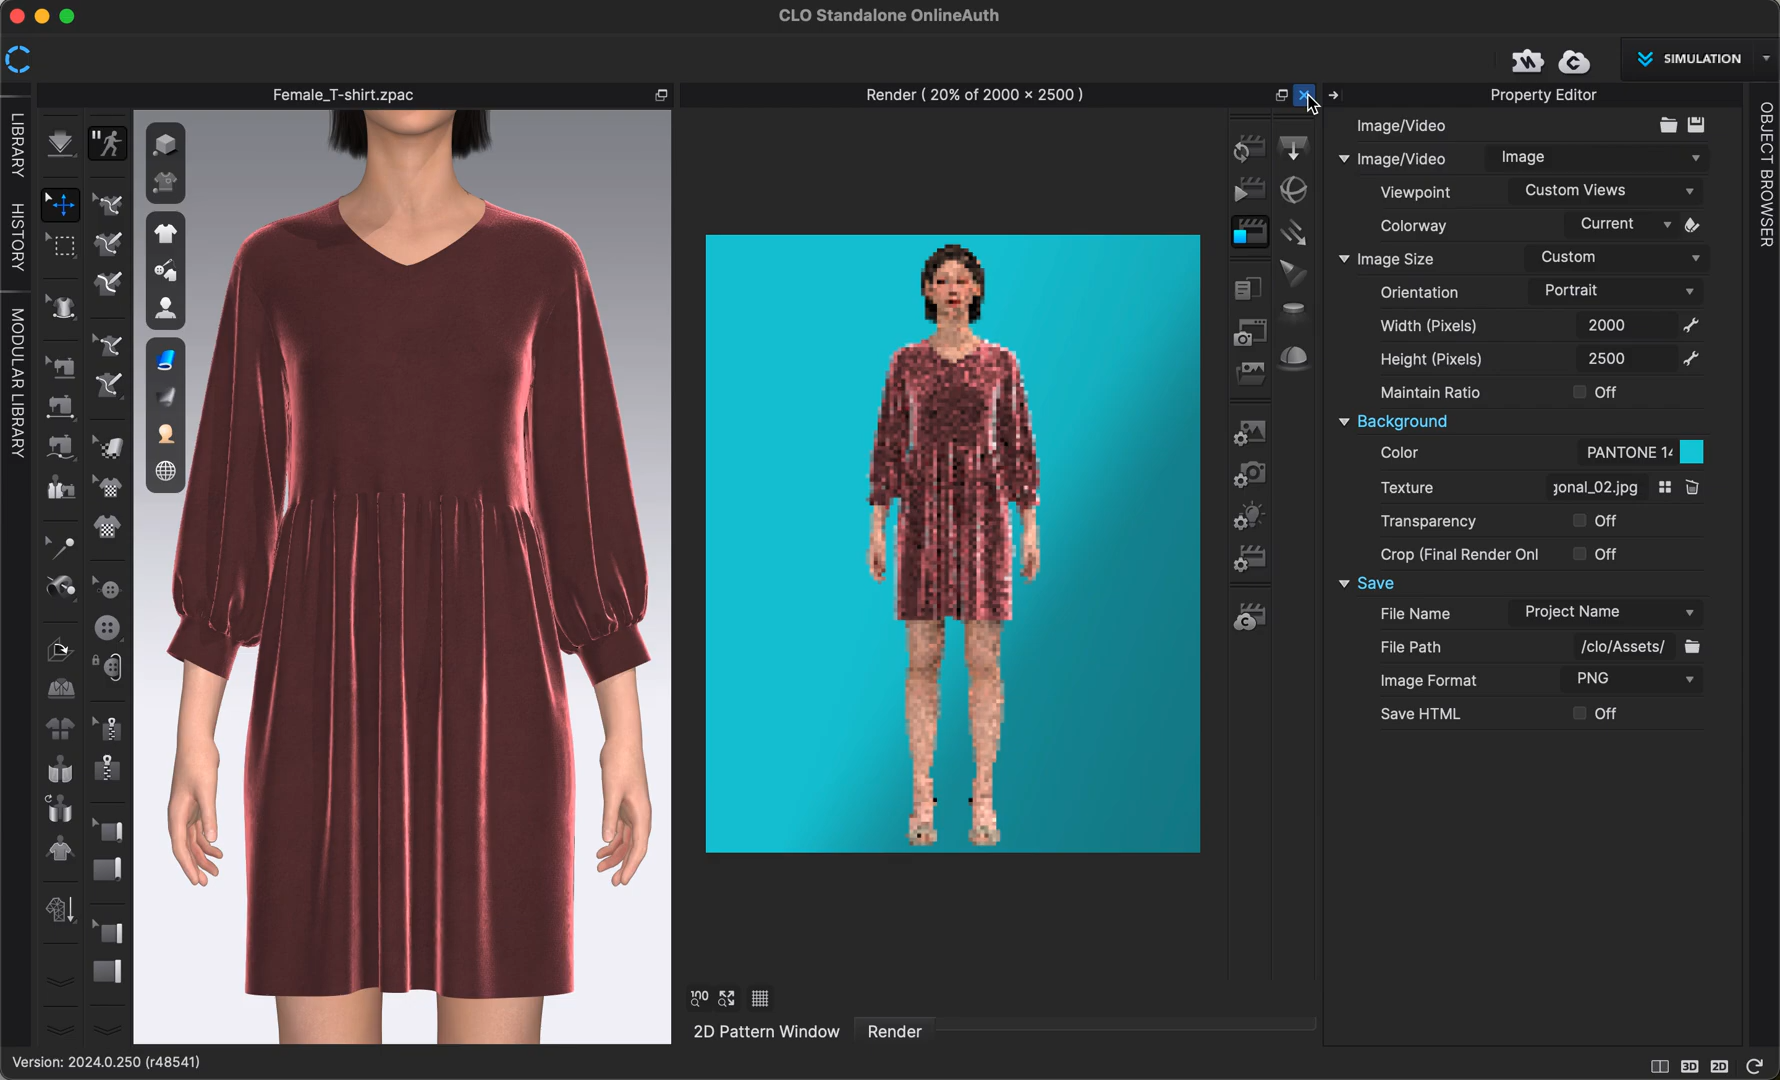 CLO Standalone OnlineAuth
SIMULATION
Female_T-shirt.zpac
Render ( 20% of 2000 × 2500 )
Property Editor
LIBRARY
HISTORY
MODULAR LIBRARY
OBJECT BROWSER
Image/Video
Image/Video Image
Viewpoint Custom Views
Colorway Current
Image Size Custom
Orientation Portrait
Width (Pixels) 2000
Height (Pixels) 2500
Maintain Ratio Off
Background
Color PANTONE 14
Texture gonal_02.jpg
Transparency Off
Crop (Final Render Onl Off
Save
File Name Project Name
File Path /clo/Assets/
Image Format PNG
Save HTML Off
100
2D Pattern Window Render
Version: 2024.0.250 (r48541)
3D 2D